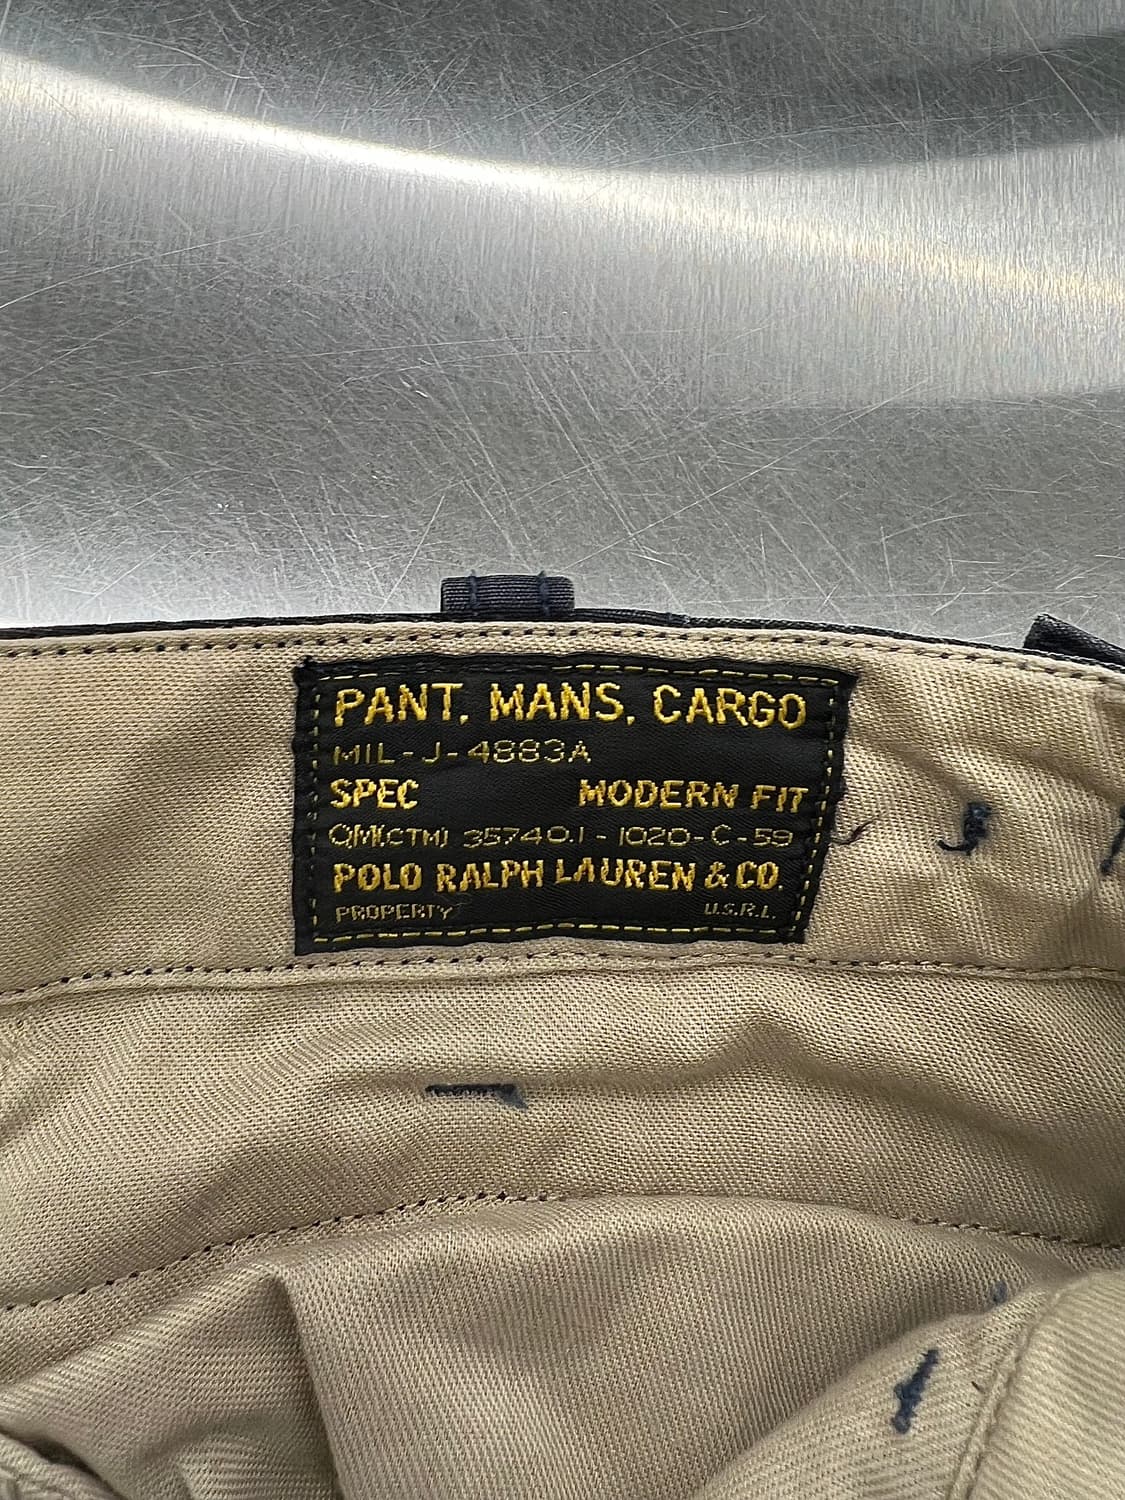 PANT, MANS, CARGO
MIL-J-4883A
SPEC MODERN FIT
QM(CTM) 35740.1-1020-C-59
POLO RALPH LAUREN & CO.
PROPERTY U.S.R.L.